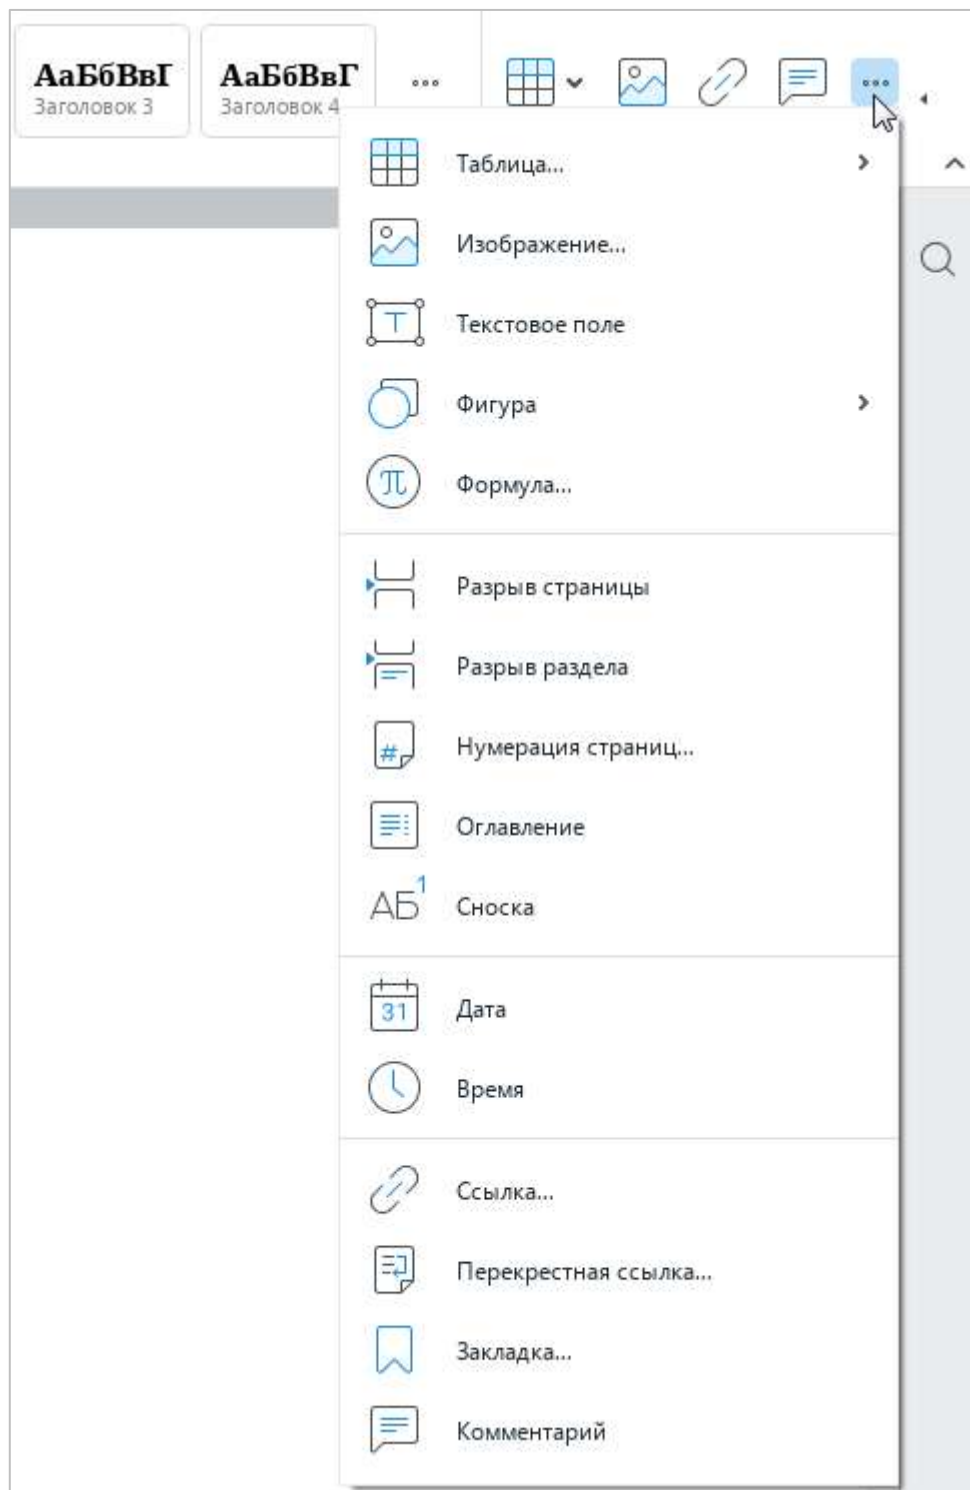 АаБбВвГ АаБбВвГ
Заголовок 3 Заголовок 4
Таблица...
Изображение...
Т Текстовое поле
Фигура
π Формула...
Разрыв страницы
Разрыв раздела
# Нумерация страниц...
Оглавление
АБ1 Сноска
31 Дата
Время
Ссылка...
Перекрестная ссылка...
Закладка...
Комментарий